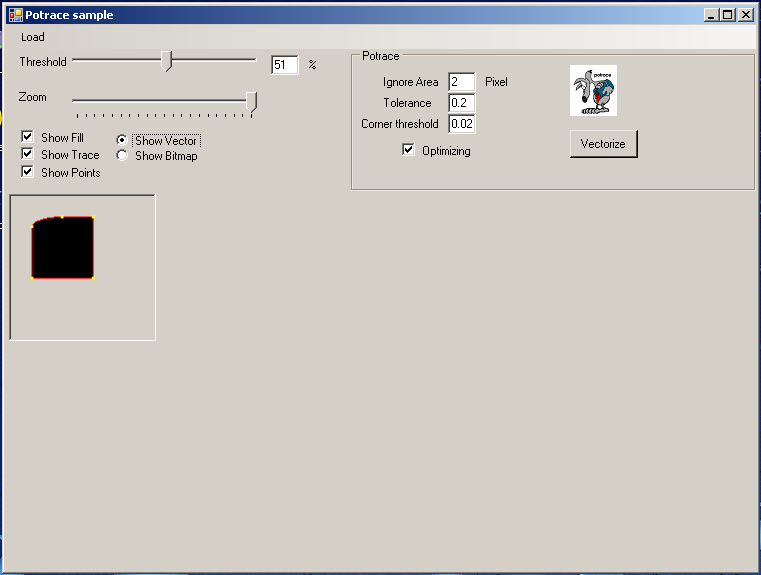 Potrace sample
Load
Threshold
51 %
Zoom
Show Fill
Show Trace
Show Points
Show Vector
Show Bitmap
Potrace
Ignore Area 2 Pixel
Tolerance 0.2
Corner threshold 0.02
Optimizing
potrace
Vectorize